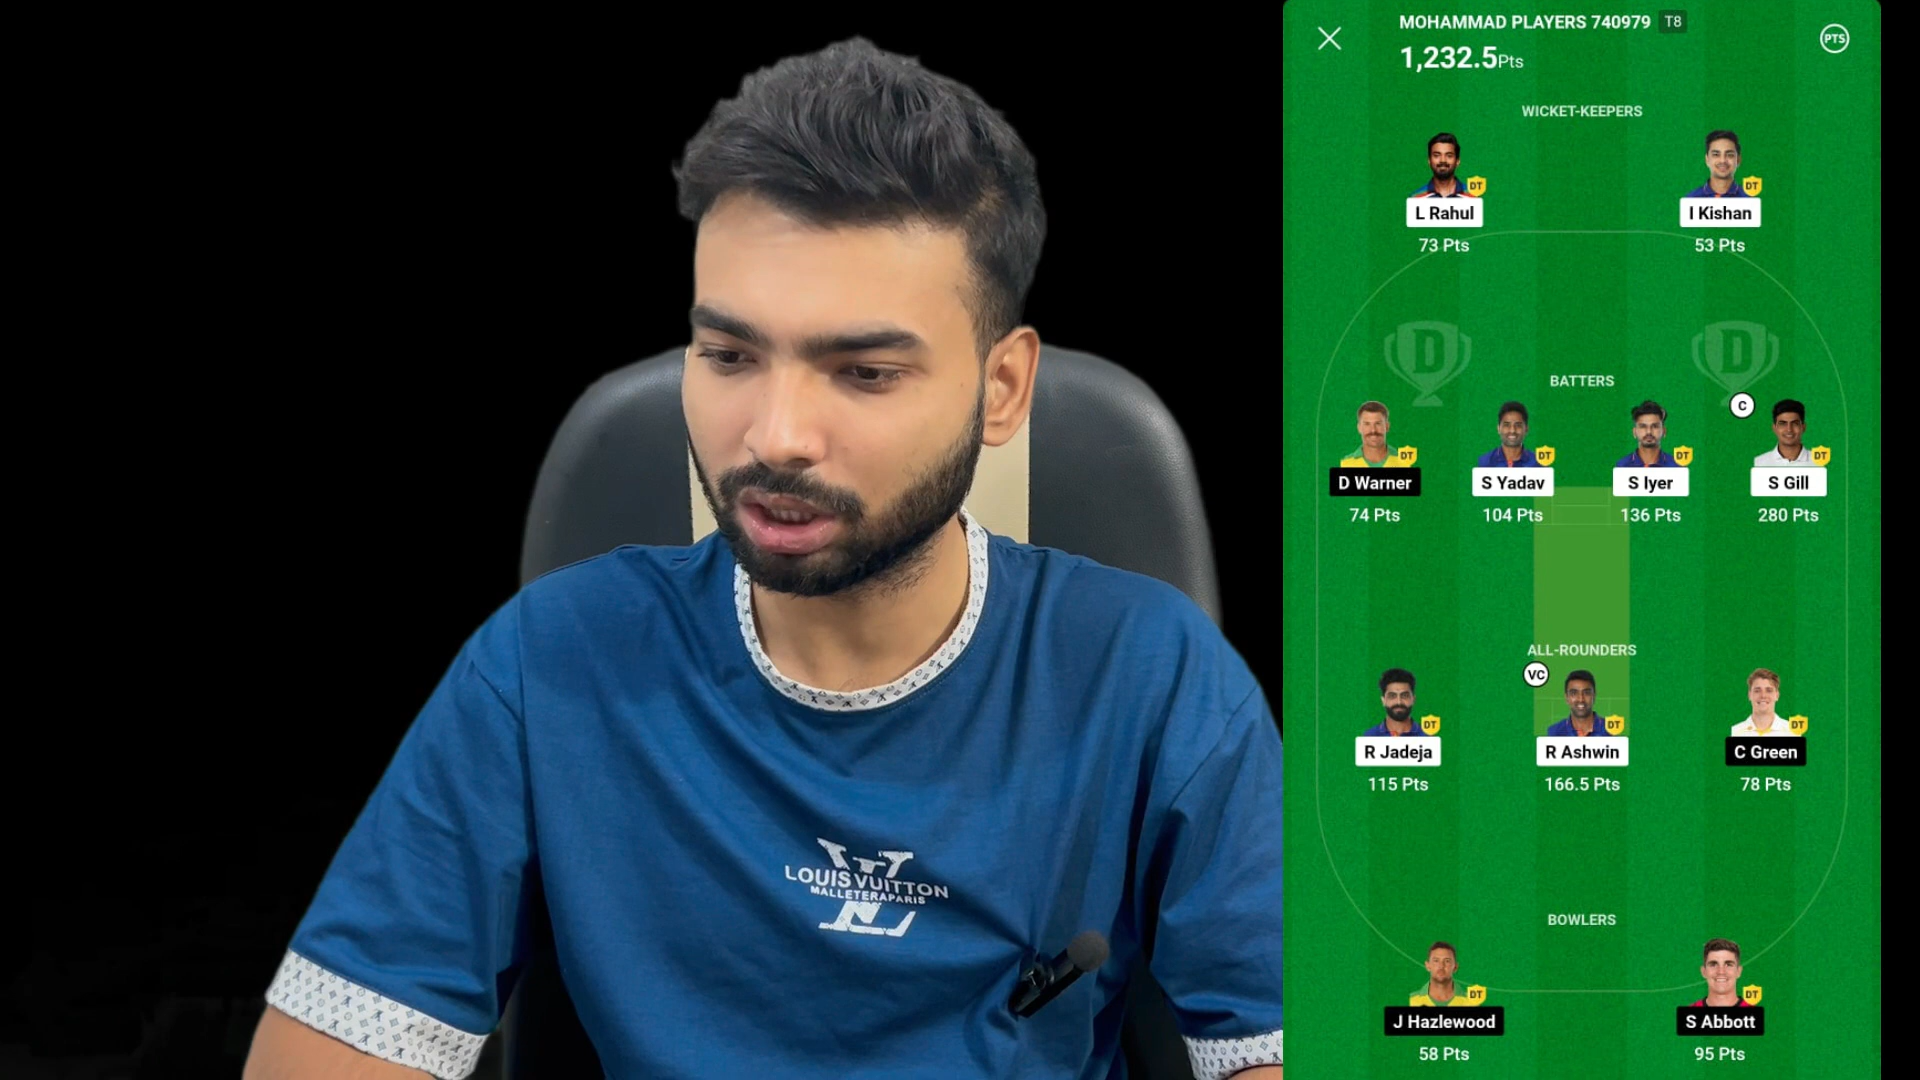 MOHAMMAD PLAYERS 740979 T8
1,232.5Pts
PTS
WICKET-KEEPERS
DT
DT
L Rahul
I Kishan
73 Pts
53 Pts
D
D
BATTERS
C
DT
DT
DT
DT
D Warner
S Yadav
S Iyer
S Gill
74 Pts
104 Pts
136 Pts
280 Pts
ALL-ROUNDERS
VC
DT
DT
DT
R Jadeja
R Ashwin
C Green
115 Pts
166.5 Pts
78 Pts
BOWLERS
DT
DT
J Hazlewood
S Abbott
58 Pts
95 Pts
LOUIS VUITTON
MALLETERAPARIS